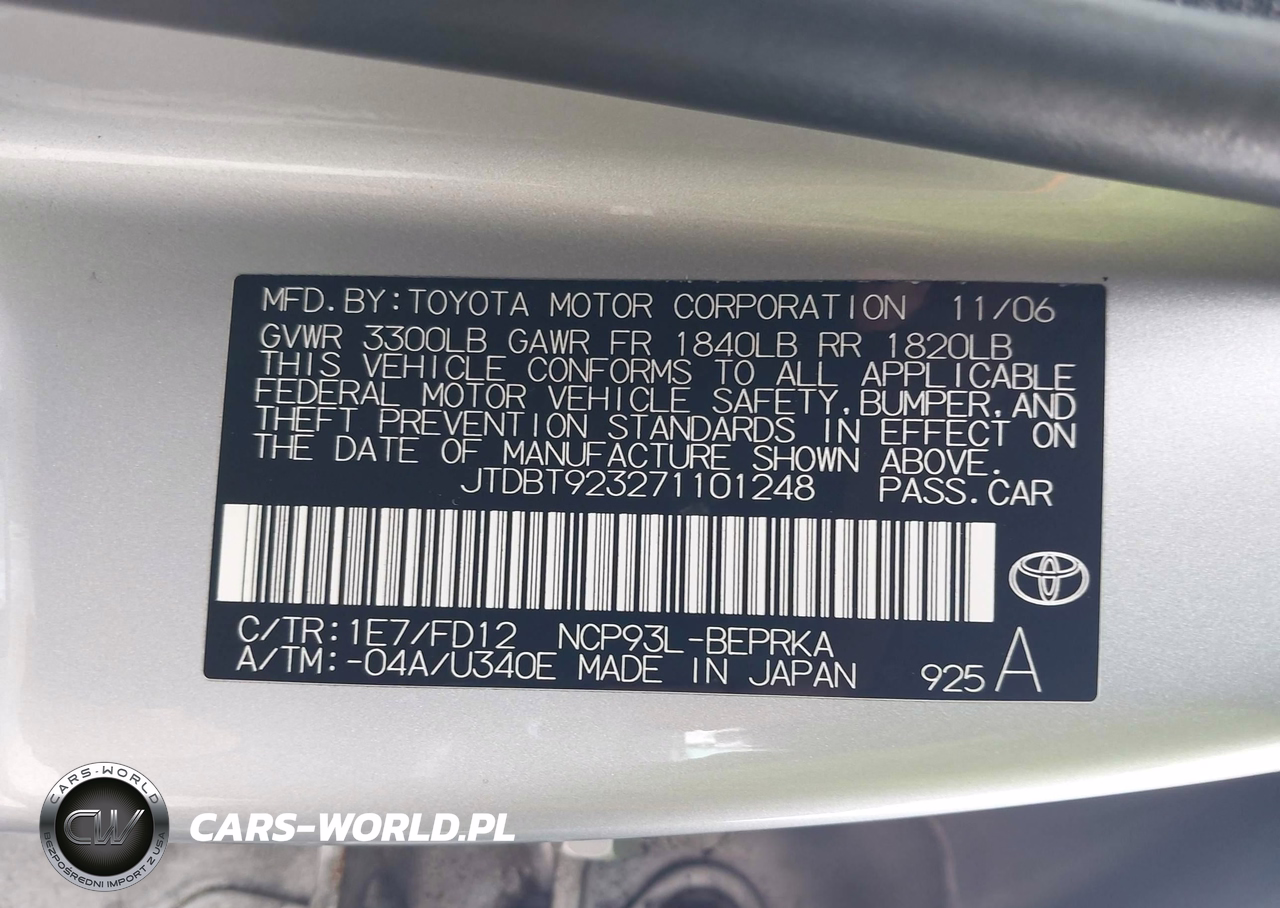 MFD.BY:TOYOTA MOTOR CORPORATION 11/06
GVWR 3300LB GAWR FR 1840LB RR 1820LB
THIS VEHICLE CONFORMS TO ALL APPLICABLE
FEDERAL MOTOR VEHICLE SAFETY,BUMPER,AND
THEFT PREVENTION STANDARDS IN EFFECT ON
THE DATE OF MANUFACTURE SHOWN ABOVE.
JTDBT923271101248 PASS.CAR
C/TR:1E7/FD12 NCP93L-BEPRKA
A/TM:-04A/U340E MADE IN JAPAN 925 A
CARS-WORLD
CW
BEZPOŚREDNI IMPORT Z USA
CARS-WORLD.PL